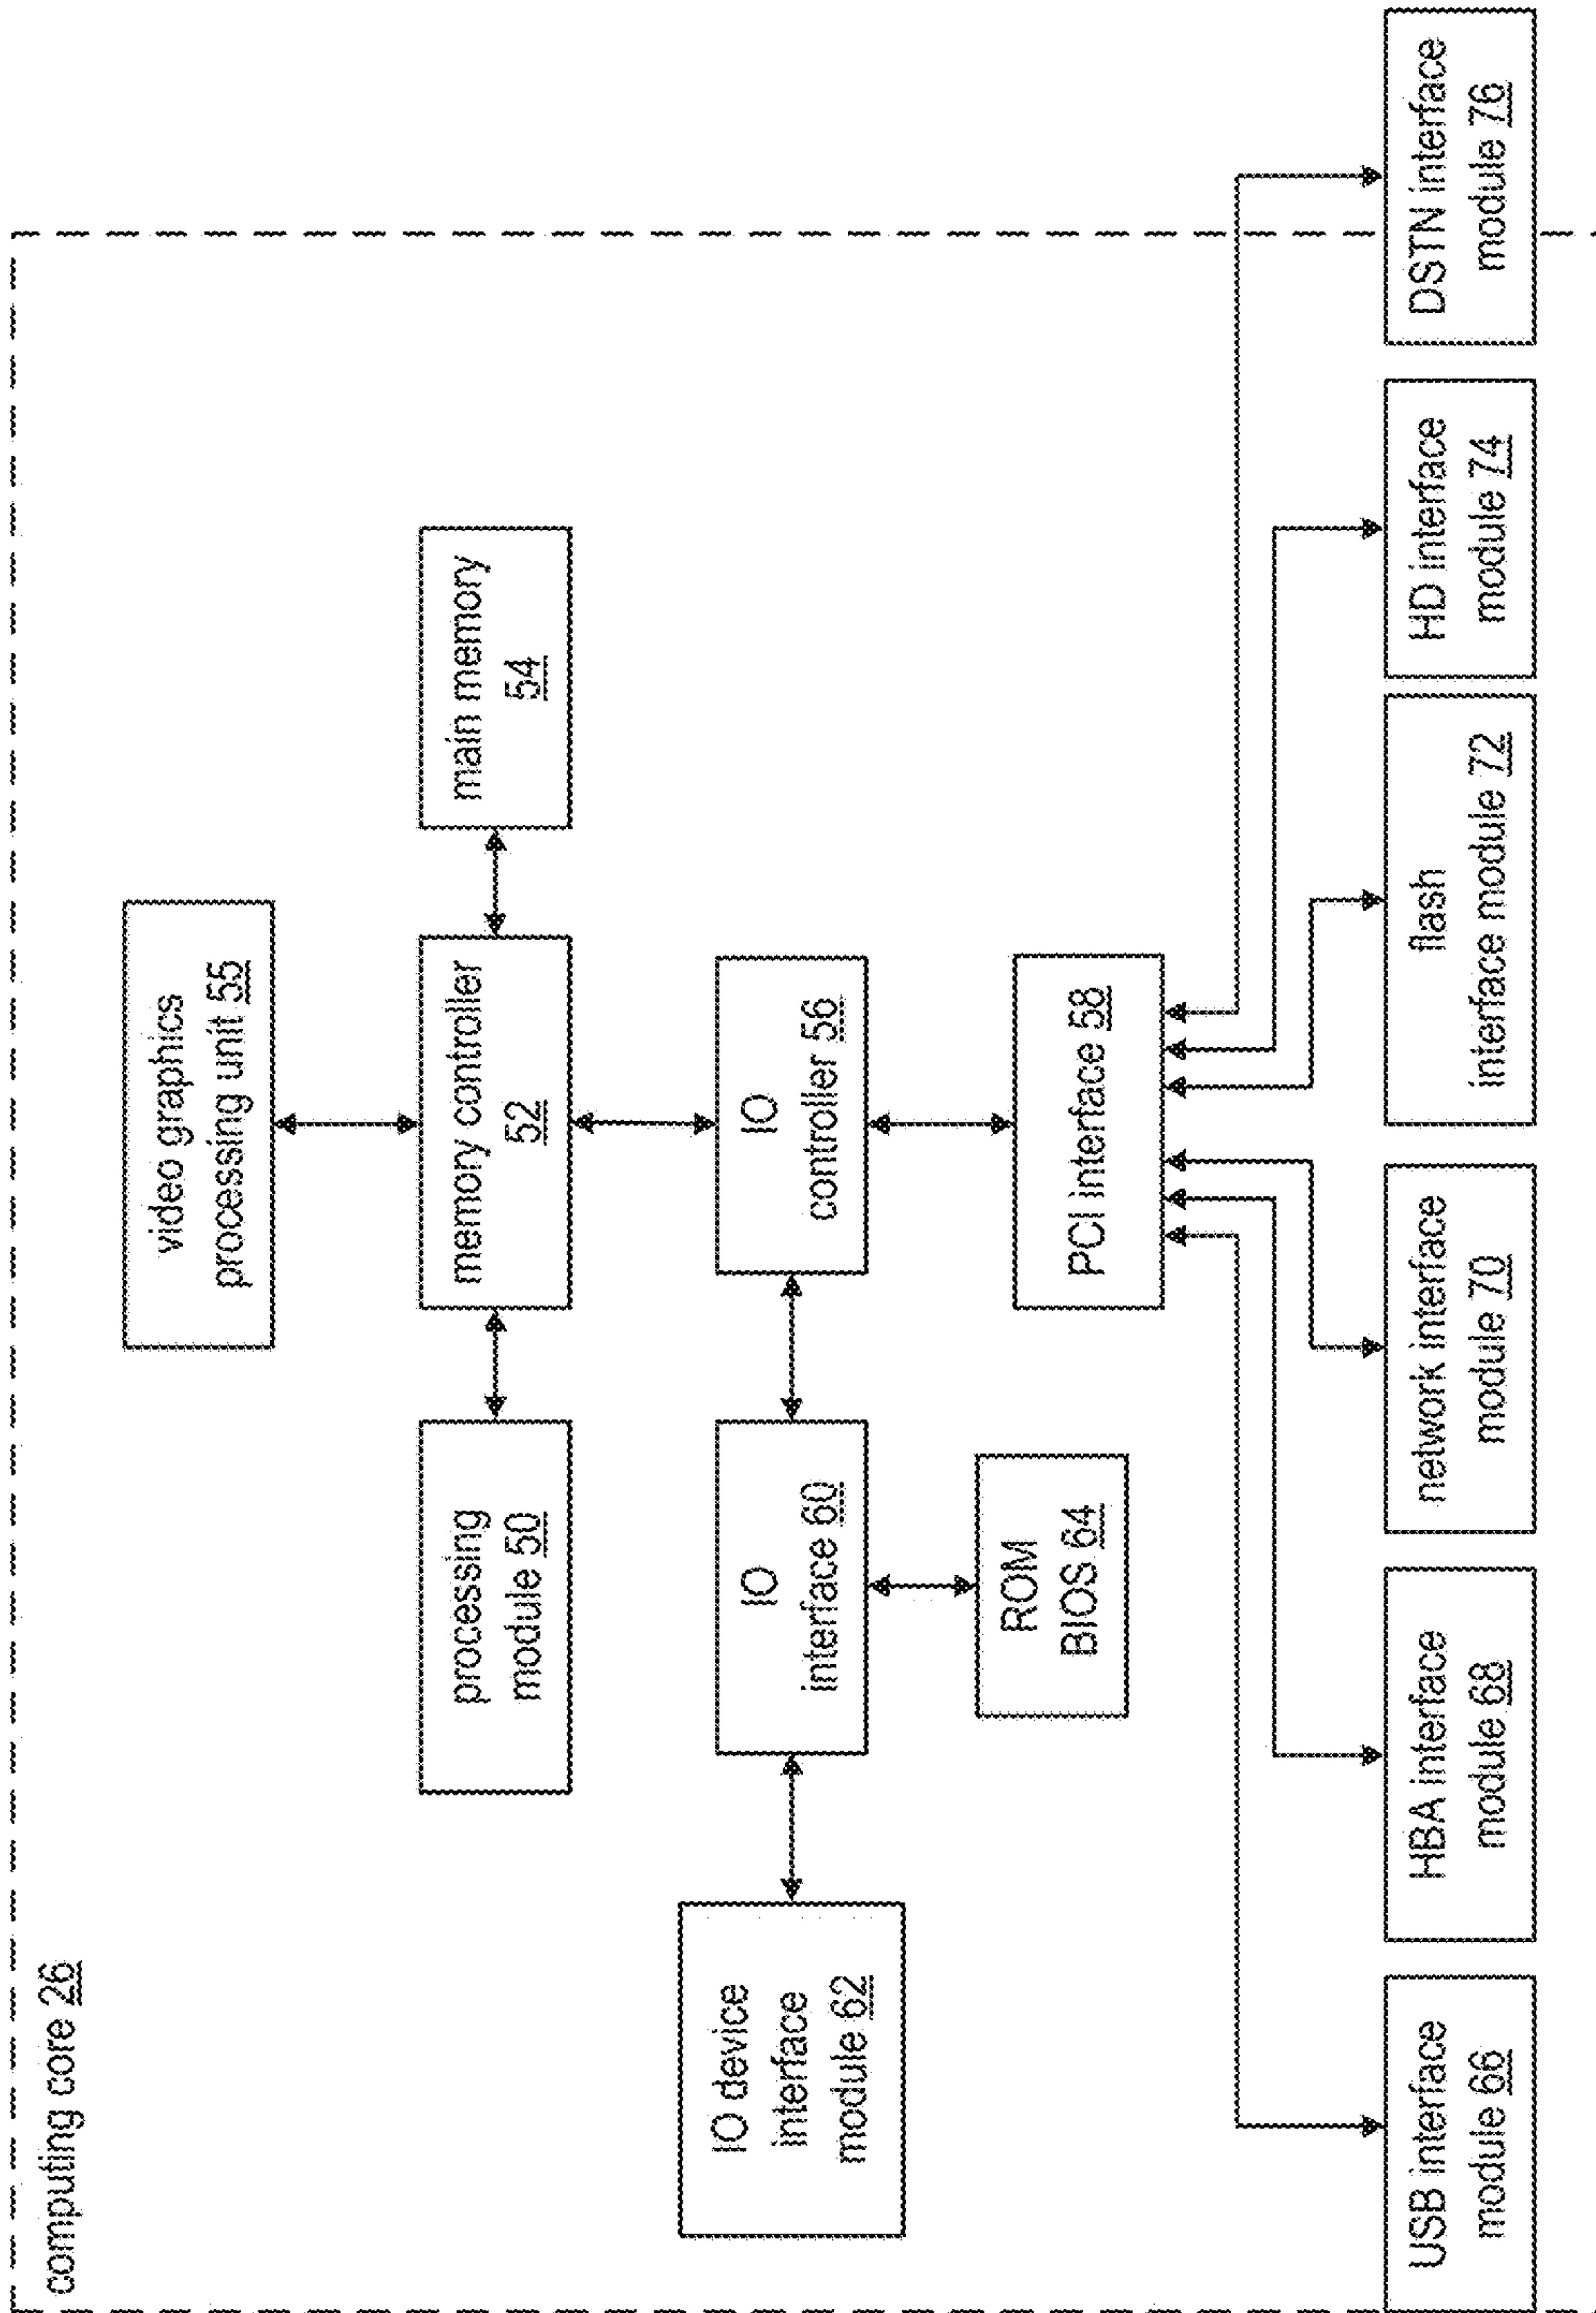 computing core 26
video graphics
processing unit 55
processing
module 50
memory controller
52
main memory
54
IO device
interface
module 62
IO
interface 60
IO
controller 56
ROM
BIOS 64
PCI interface 58
USB interface
module 66
HBA interface
module 68
network interface
module 70
flash
interface module 72
HD interface
module 74
DSTN interface
module 76